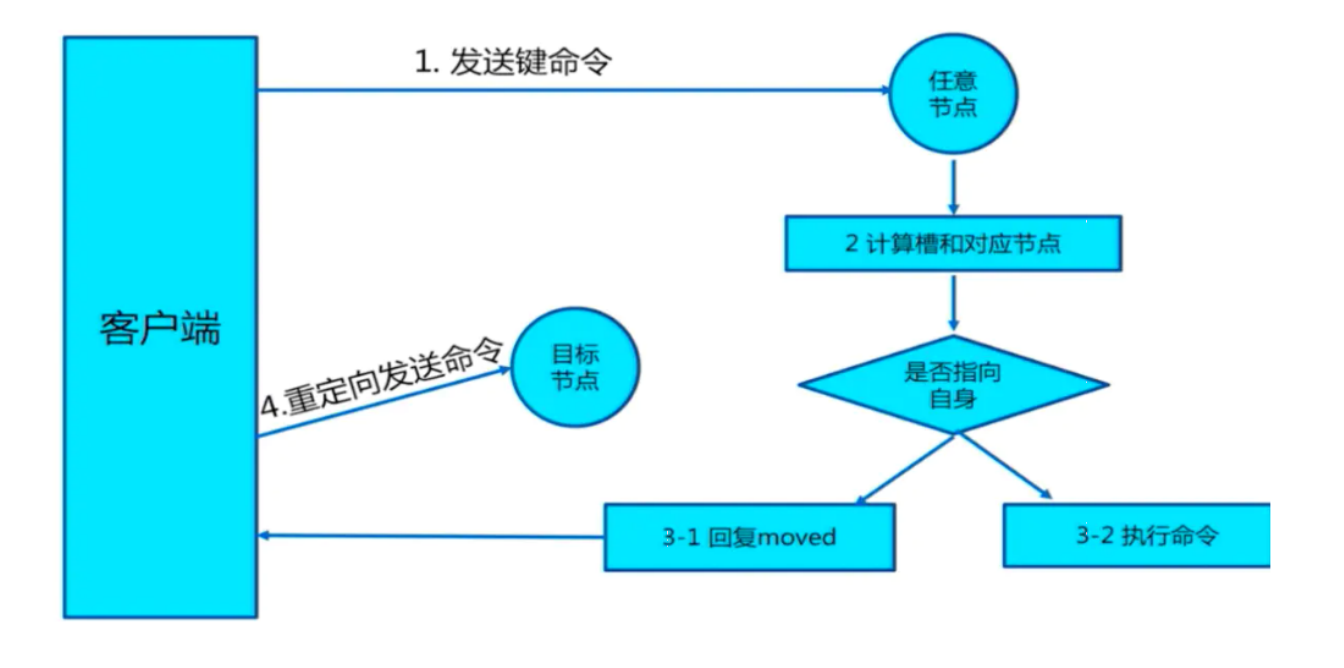 1. 发送键命令
任意
节点
2 计算槽和对应节点
客户端
4.重定向发送命令
目标
节点
是否指向
自身
3-1 回复moved
3-2 执行命令